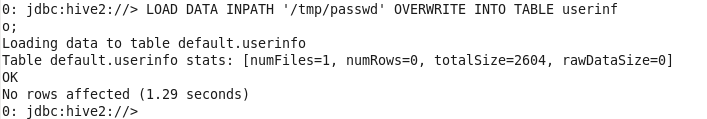 0: jdbc:hive2://> LOAD DATA INPATH '/tmp/passwd' OVERWRITE INTO TABLE userinf
o;
Loading data to table default.userinfo
Table default.userinfo stats: [numFiles=1, numRows=0, totalSize=2604, rawDataSize=0]
OK
No rows affected (1.29 seconds)
0: jdbc:hive2://>